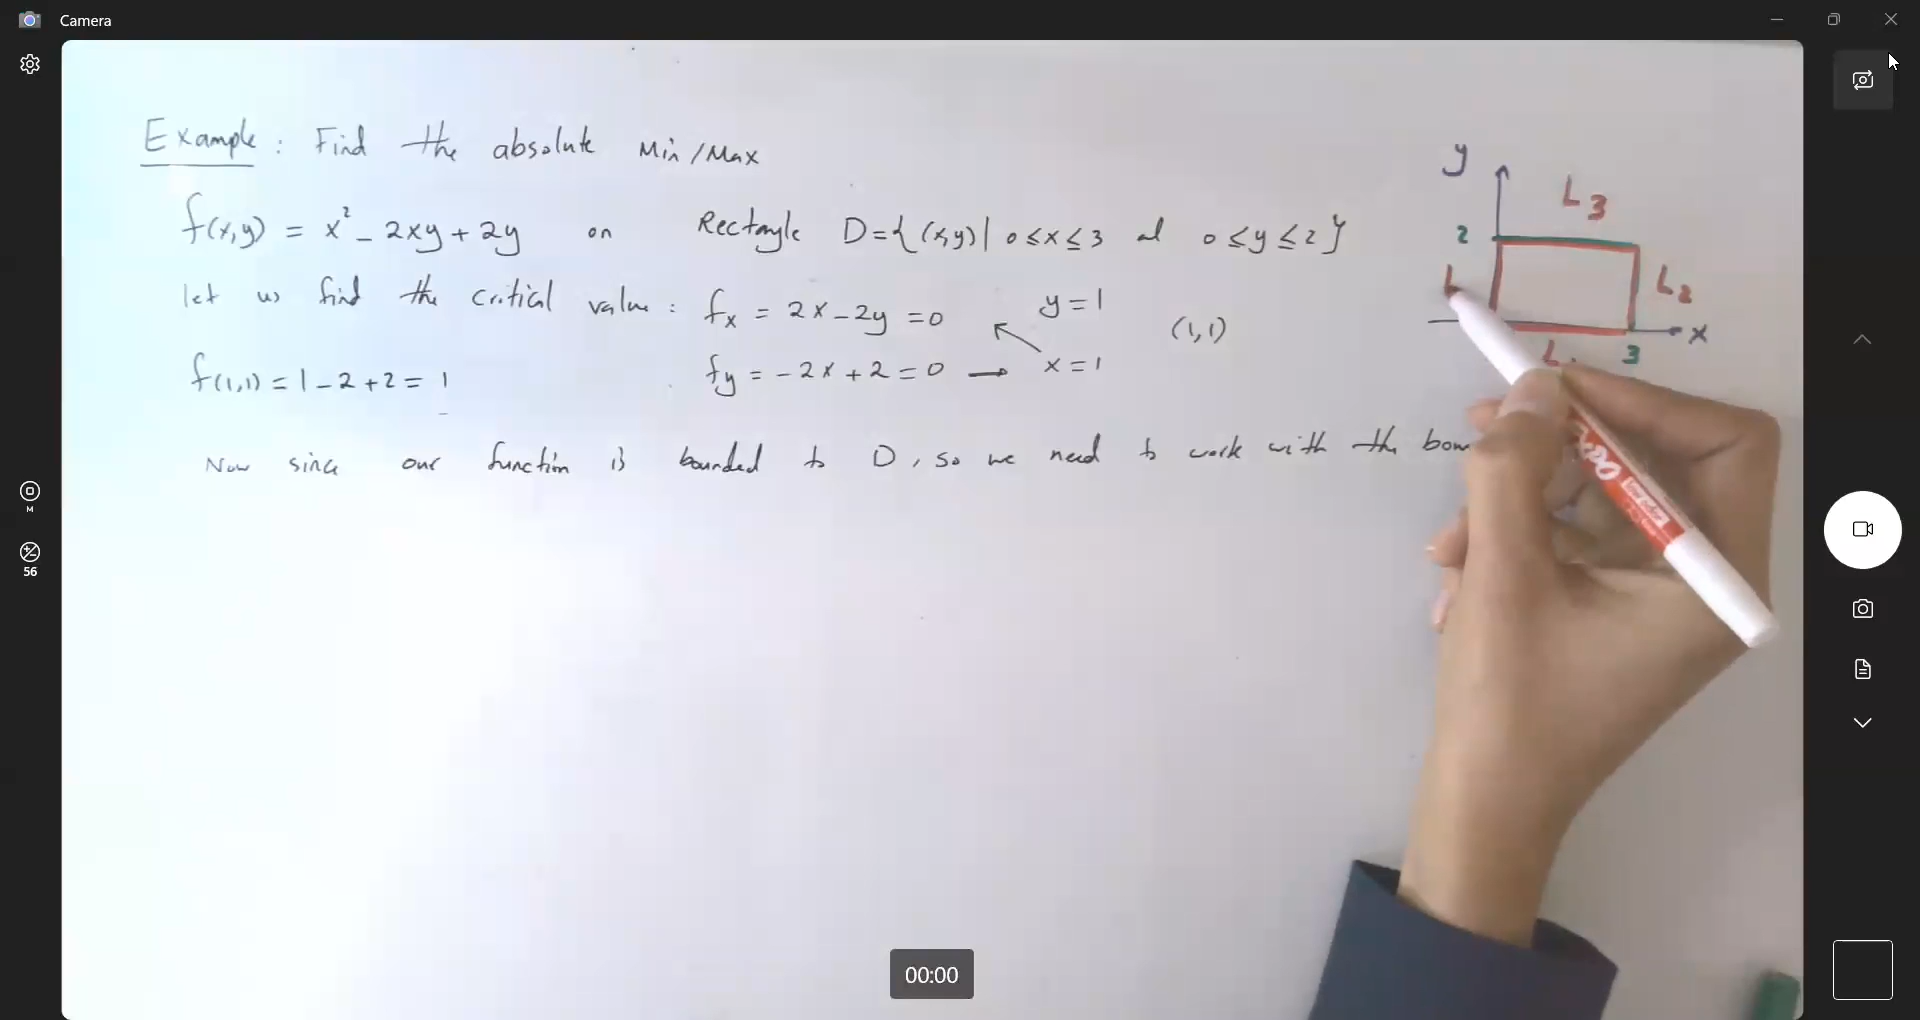 Camera
Example : Find the absolute Min/Max
f(x,y) = x² - 2xy + 2y on Rectangle D={(x,y)| 0≤x≤3 and 0≤y≤2}
let us find the critical value : fx = 2x-2y =0 y=1
(1,1)
f(1,1) = 1-2+2= 1 fy = -2x +2 = 0 → x=1
Now since our function is bounded to D, so we need to work with the
y
L3
2
L2
L
x
3
M
56
00:00